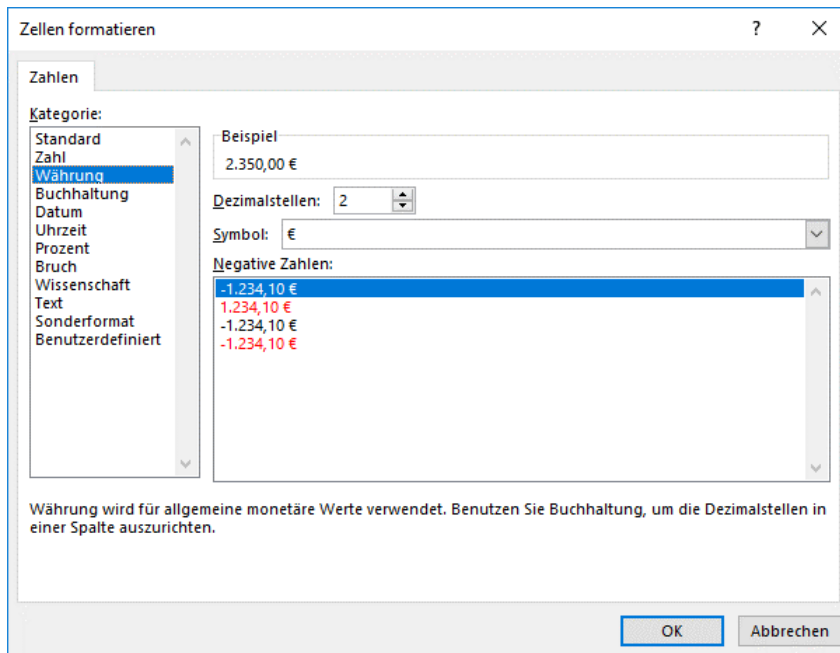 Zellen formatieren
?
Zahlen
Kategorie:
Standard
Zahl
Währung
Buchhaltung
Datum
Uhrzeit
Prozent
Bruch
Wissenschaft
Text
Sonderformat
Benutzerdefiniert
Beispiel
2.350,00 €
Dezimalstellen: 2
Symbol: €
Negative Zahlen:
-1.234,10 €
1.234,10 €
-1.234,10 €
-1.234,10 €
Währung wird für allgemeine monetäre Werte verwendet. Benutzen Sie Buchhaltung, um die Dezimalstellen in
einer Spalte auszurichten.
OK
Abbrechen